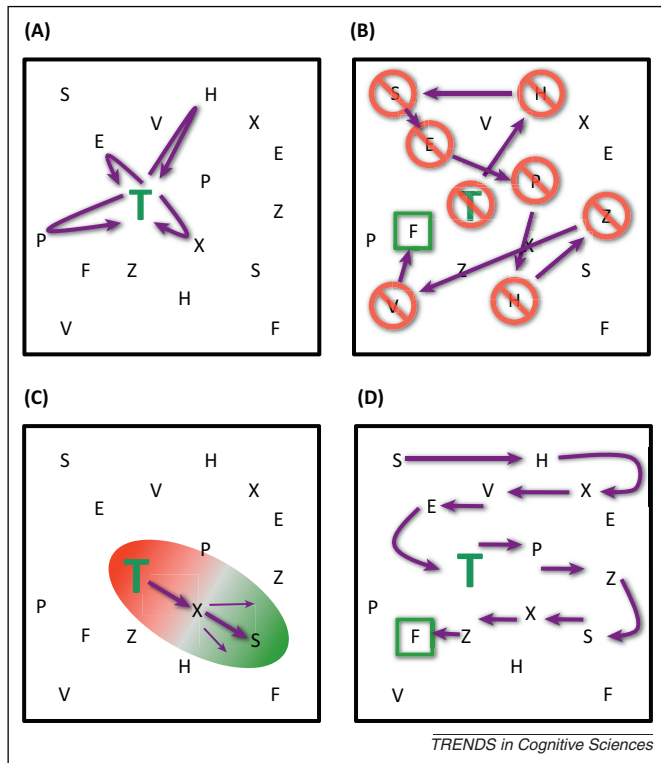 (A)
S H
V X
E E
P
T Z
P X
F Z S
H
V F
(B)
S H
V X
E E
P
T Z
P F X
Z S
V H
F
(C)
S H
V X
E E
P
T Z
P X
F Z S
H
V F
(D)
S H
V X
E E
P
T Z
P X
F Z S
H
V F
TRENDS in Cognitive Sciences